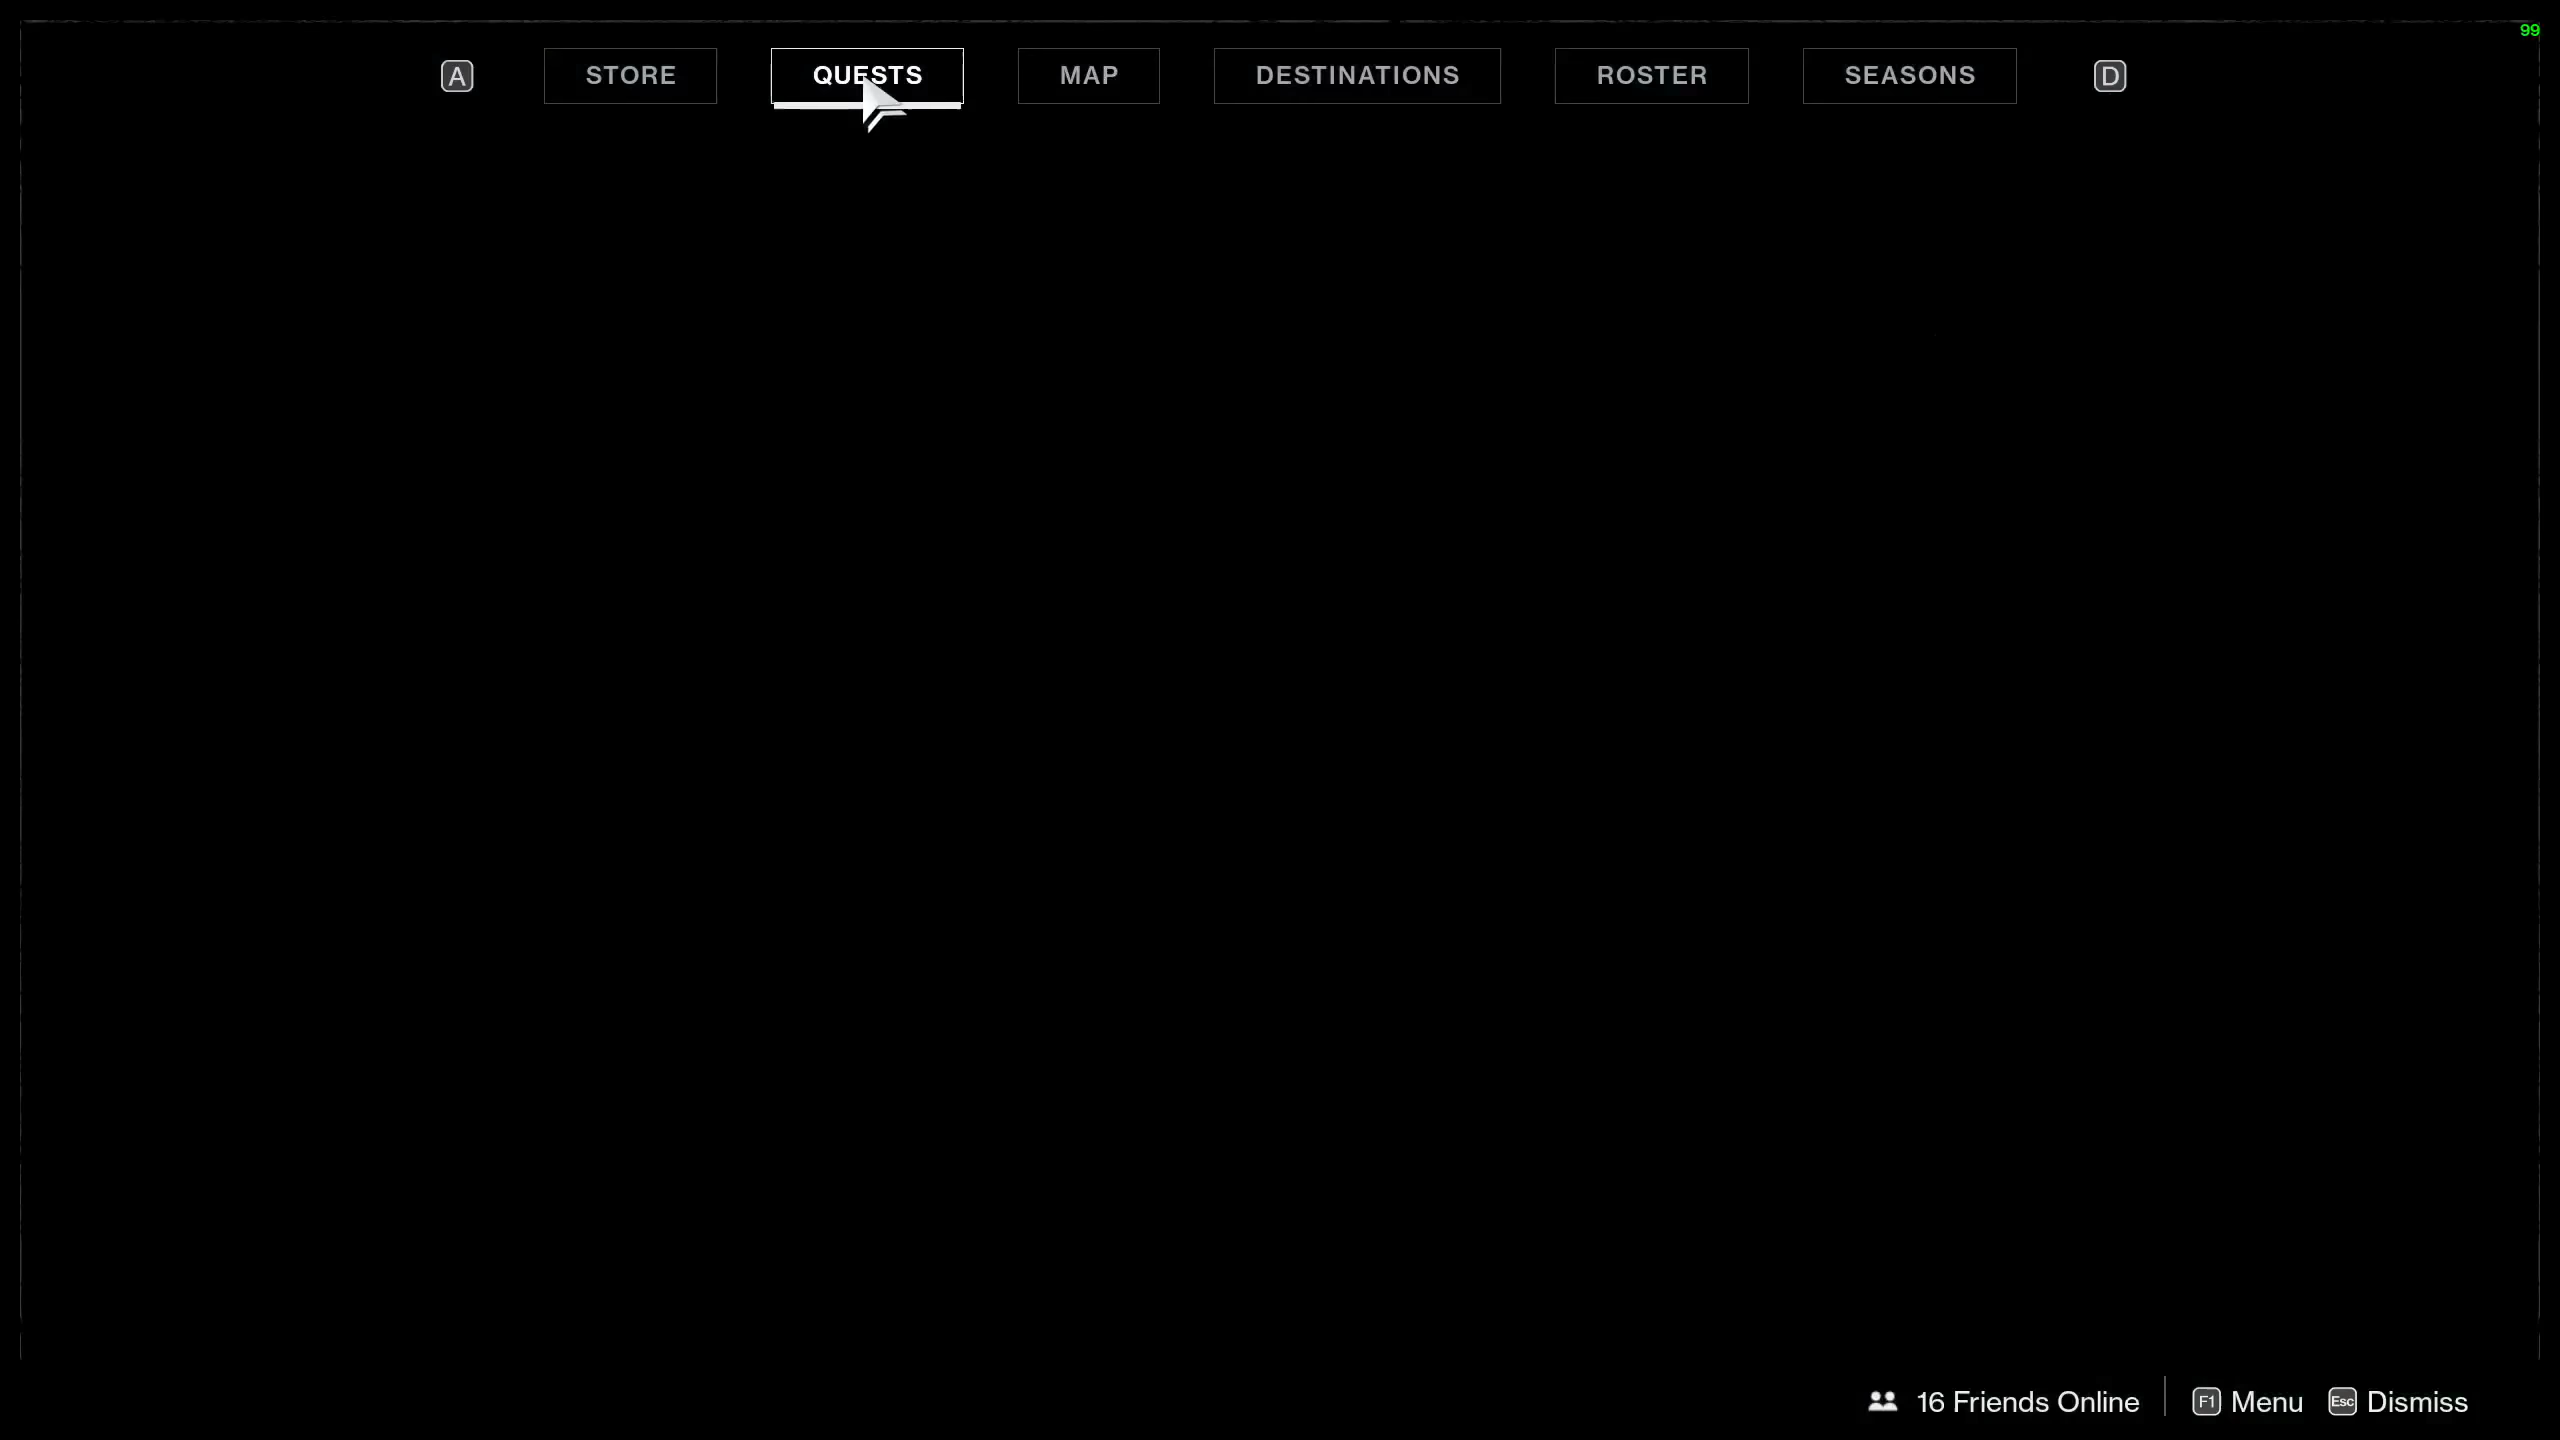 99
A STORE QUESTS MAP DESTINATIONS ROSTER SEASONS D
16 Friends Online F1 Menu Esc Dismiss